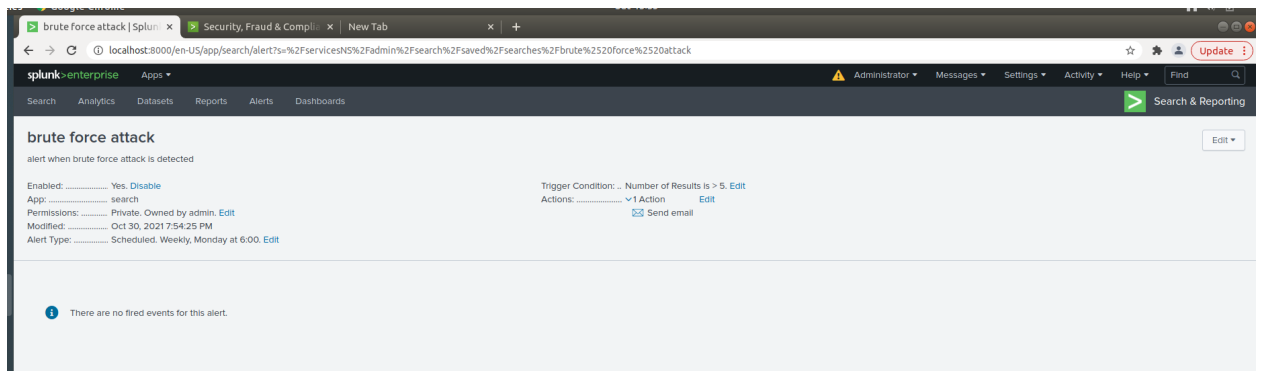 brute force attack | Splun
Security, Fraud & Complia
New Tab
localhost:8000/en-US/app/search/alert?s=%2FservicesNS%2Fadmin%2Fsearch%2Fsaved%2Fsearches%2Fbrute%2520force%2520attack
Update
splunk>enterprise Apps
Administrator Messages Settings Activity Help Find
Search Analytics Datasets Reports Alerts Dashboards
Search & Reporting
brute force attack
Edit
alert when brute force attack is detected
Enabled: .................. Yes. Disable
App: ......................... search
Permissions: ........... Private. Owned by admin. Edit
Modified: ................. Oct 30, 2021 7:54:25 PM
Alert Type: .............. Scheduled. Weekly, Monday at 6:00. Edit
Trigger Condition: .. Number of Results is > 5. Edit
Actions: .................... 1 Action Edit
Send email
There are no fired events for this alert.